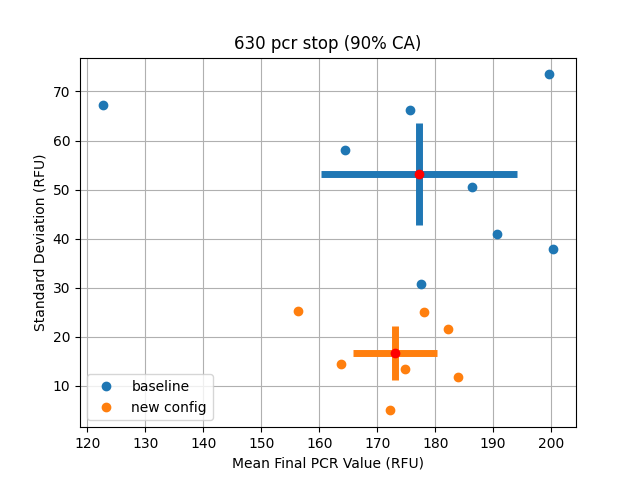 630 pcr stop (90% CA)
Standard Deviation (RFU)
70
60
50
40
30
20
10
baseline
new config
120 130 140 150 160 170 180 190 200
Mean Final PCR Value (RFU)